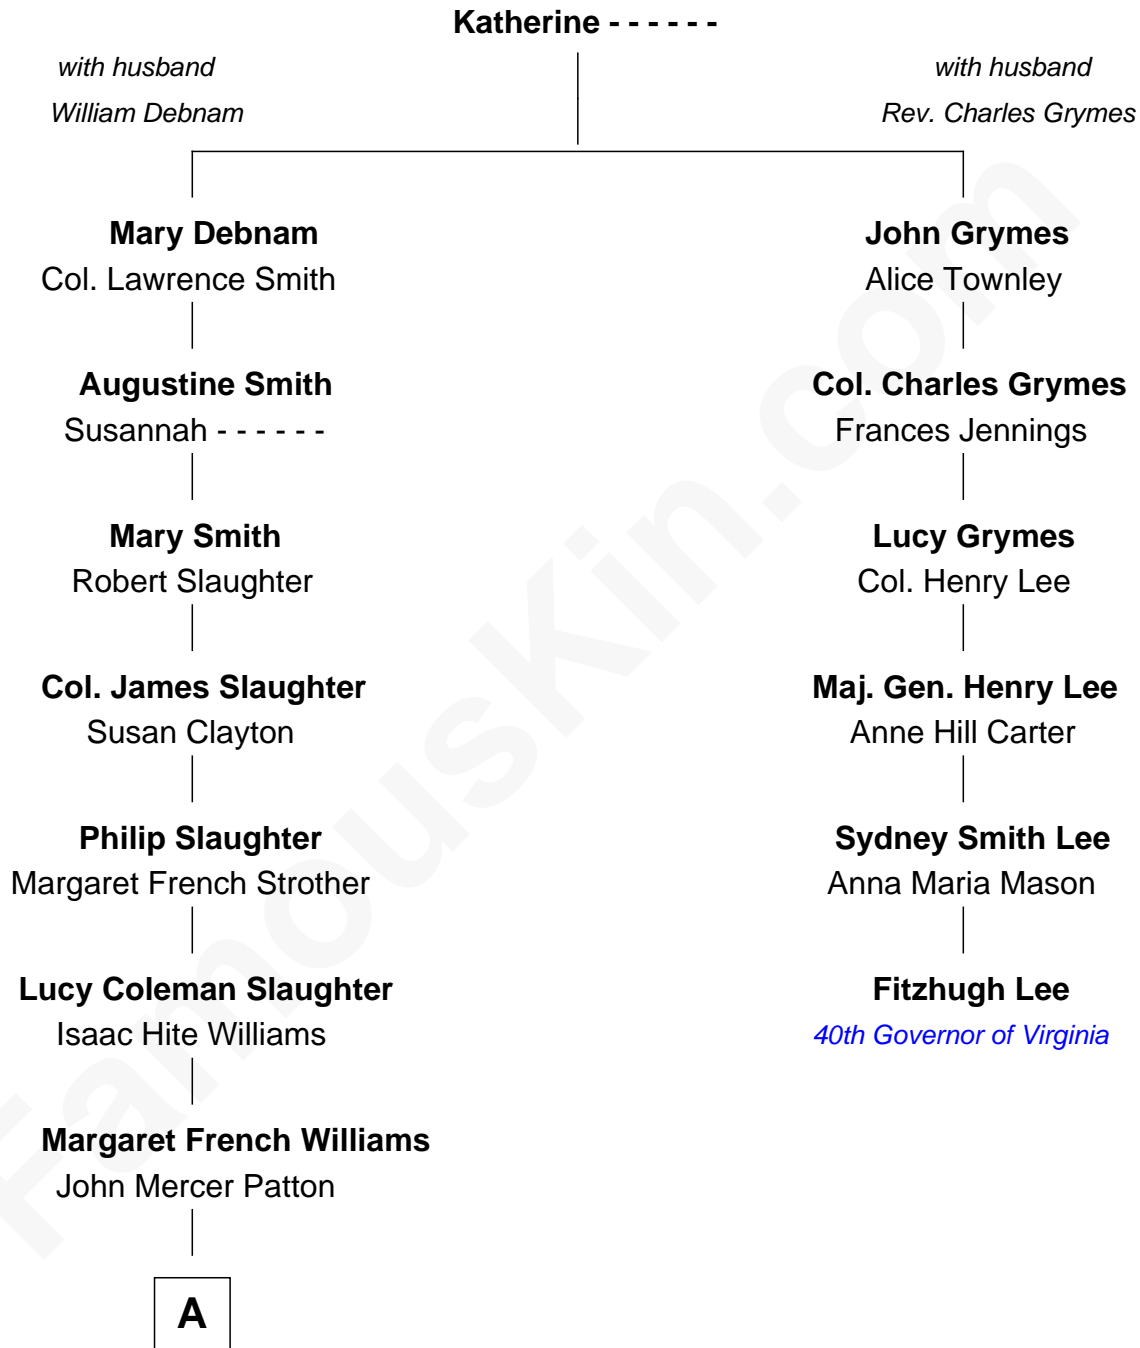 Katherine - - - - - -
with husband
William Debnam
with husband
Rev. Charles Grymes
Mary Debnam
Col. Lawrence Smith
John Grymes
Alice Townley
Augustine Smith
Susannah - - - - - -
Col. Charles Grymes
Frances Jennings
Mary Smith
Robert Slaughter
Lucy Grymes
Col. Henry Lee
Col. James Slaughter
Susan Clayton
Maj. Gen. Henry Lee
Anne Hill Carter
Philip Slaughter
Margaret French Strother
Sydney Smith Lee
Anna Maria Mason
Lucy Coleman Slaughter
Isaac Hite Williams
Fitzhugh Lee
40th Governor of Virginia
Margaret French Williams
John Mercer Patton
A
FamousKin.com